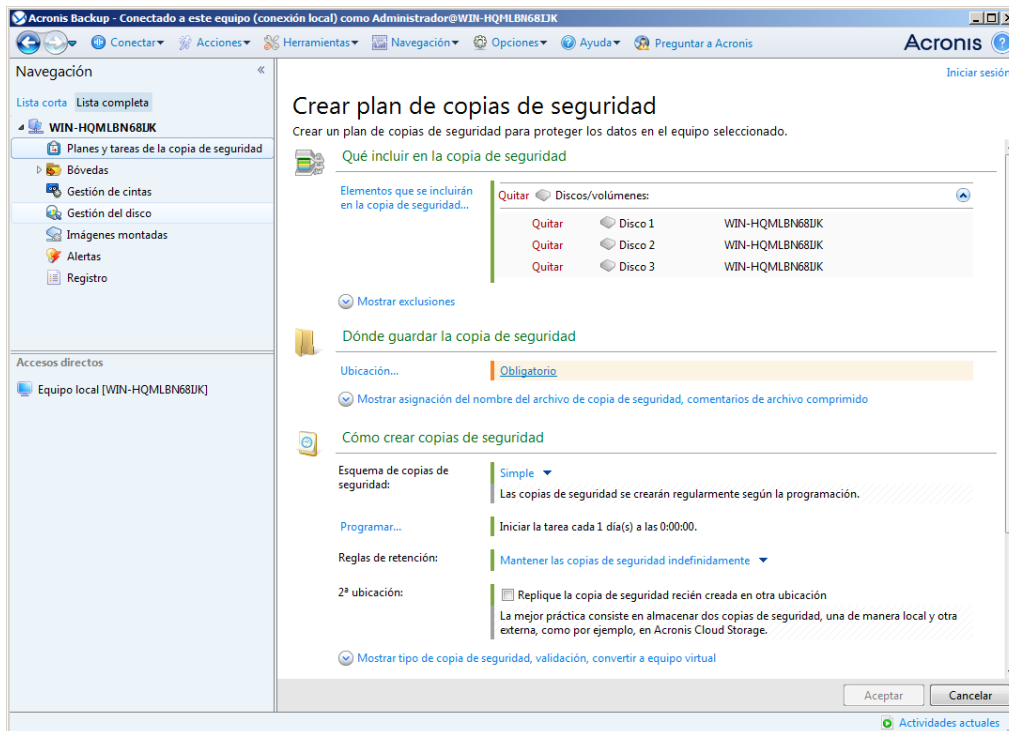 Acronis Backup - Conectado a este equipo (conexión local) como Administrador@WIN-HQMLBN68IJK
Conectar Acciones Herramientas Navegación Opciones Ayuda Preguntar a Acronis Acronis
Navegación
Iniciar sesión
Lista corta Lista completa
WIN-HQMLBN68IJK
Planes y tareas de la copia de seguridad
Bóvedas
Gestión de cintas
Gestión del disco
Imágenes montadas
Alertas
Registro
Accesos directos
Equipo local [WIN-HQMLBN68IJK]
Crear plan de copias de seguridad
Crear un plan de copias de seguridad para proteger los datos en el equipo seleccionado.
Qué incluir en la copia de seguridad
Elementos que se incluirán
en la copia de seguridad...
Quitar Discos/volúmenes:
Quitar Disco 1 WIN-HQMLBN68IJK
Quitar Disco 2 WIN-HQMLBN68IJK
Quitar Disco 3 WIN-HQMLBN68IJK
Mostrar exclusiones
Dónde guardar la copia de seguridad
Ubicación... Obligatorio
Mostrar asignación del nombre del archivo de copia de seguridad, comentarios de archivo comprimido
Cómo crear copias de seguridad
Esquema de copias de
seguridad:
Simple
Las copias de seguridad se crearán regularmente según la programación.
Programar... Iniciar la tarea cada 1 día(s) a las 0:00:00.
Reglas de retención: Mantener las copias de seguridad indefinidamente
2ª ubicación: Replique la copia de seguridad recién creada en otra ubicación
La mejor práctica consiste en almacenar dos copias de seguridad, una de manera local y otra
externa, como por ejemplo, en Acronis Cloud Storage.
Mostrar tipo de copia de seguridad, validación, convertir a equipo virtual
Aceptar Cancelar
Actividades actuales